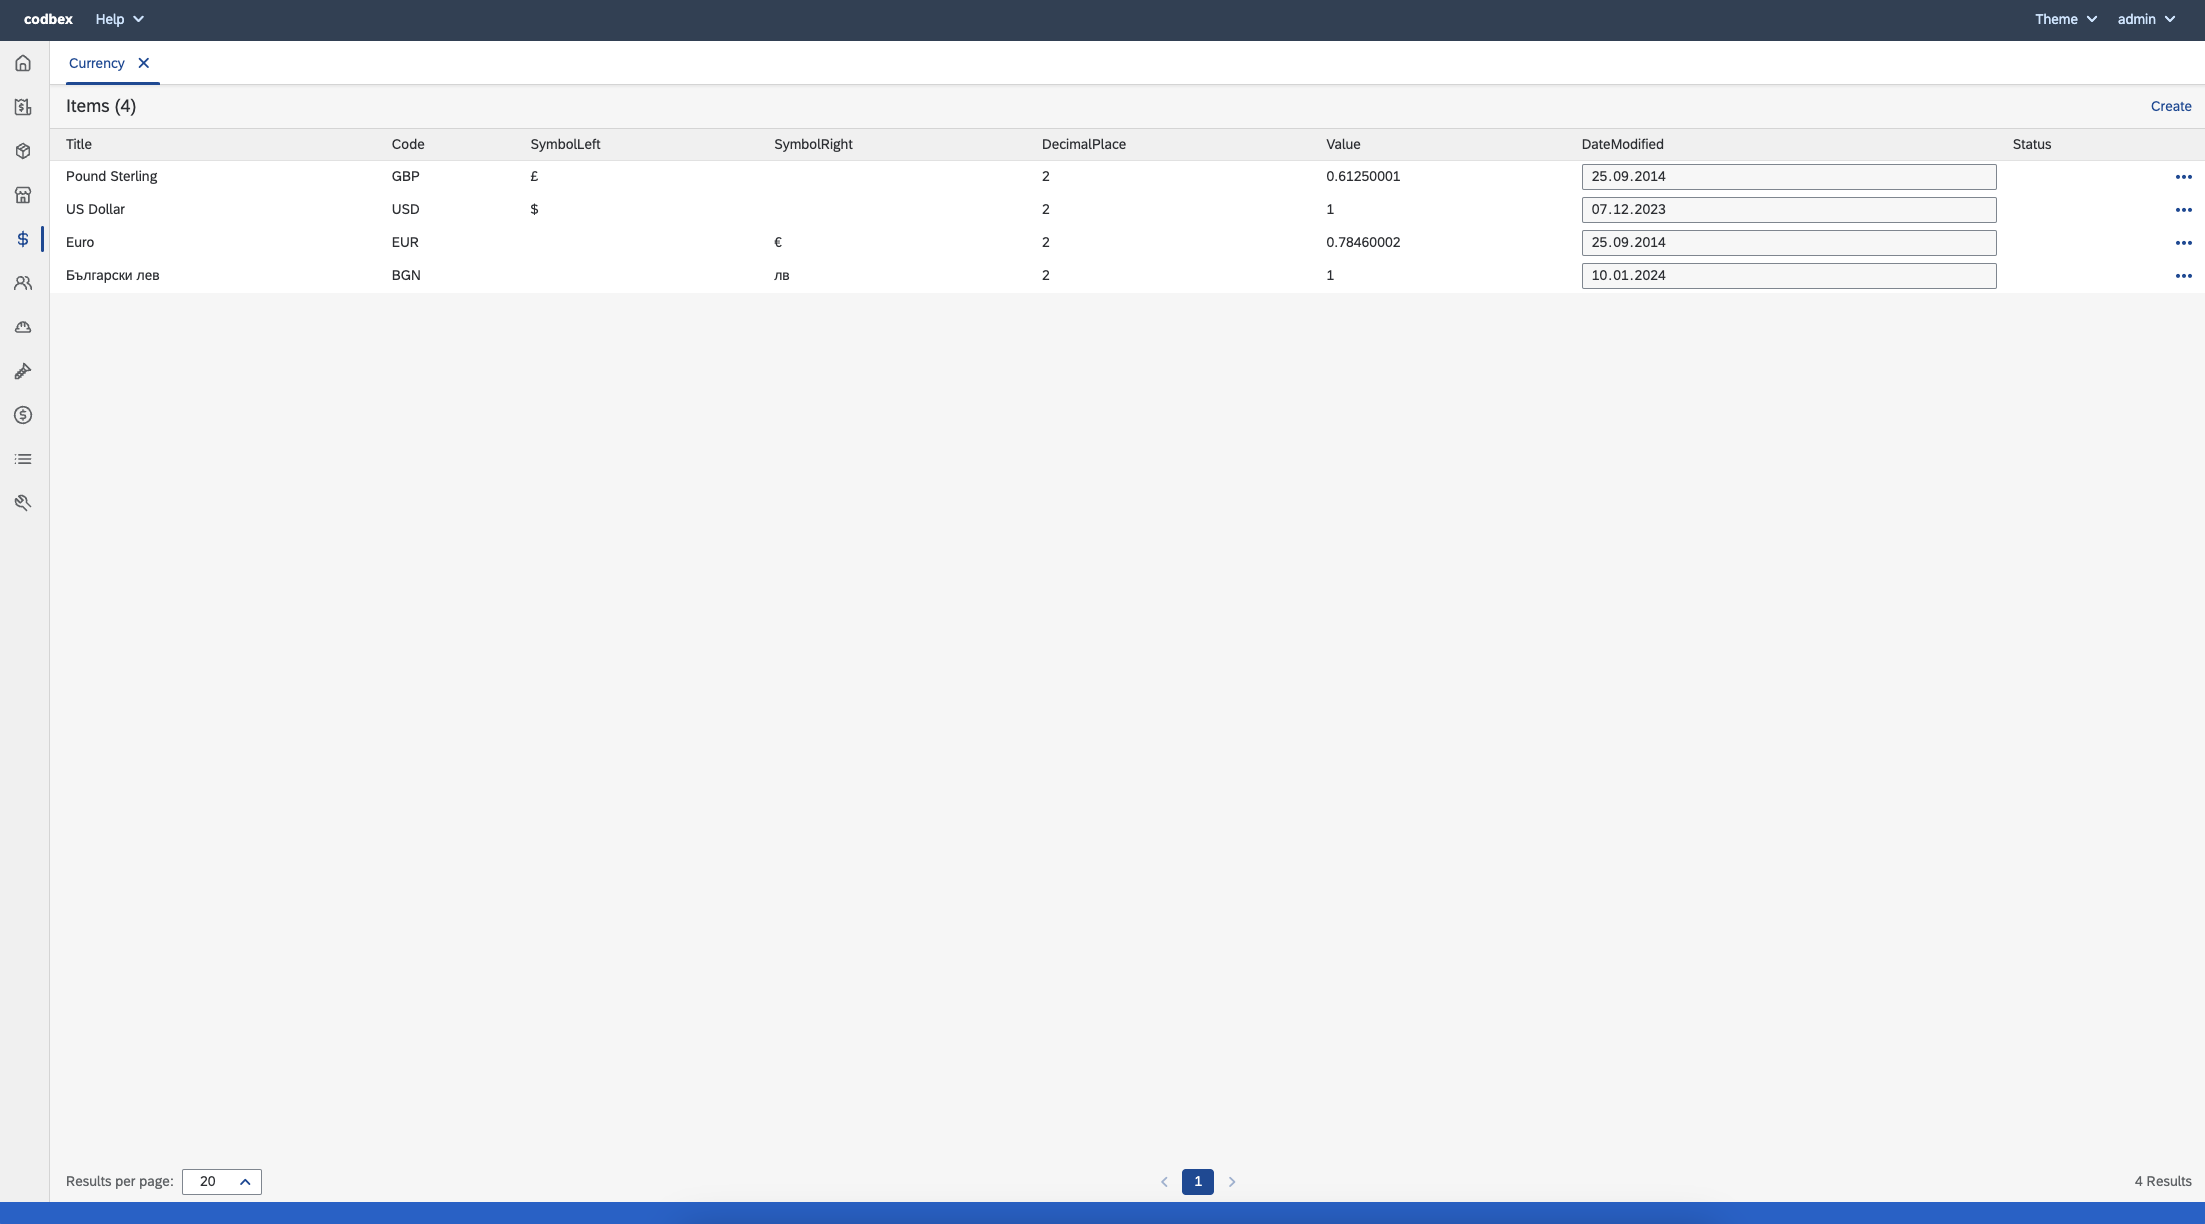 codbex Help Theme admin
Currency
Items (4) Create
Title Code SymbolLeft SymbolRight DecimalPlace Value DateModified Status
Pound Sterling GBP £ 2 0.61250001 25.09.2014
US Dollar USD $ 2 1 07.12.2023
Euro EUR € 2 0.78460002 25.09.2014
Български лев BGN лв 2 1 10.01.2024
Results per page: 20 1 4 Results